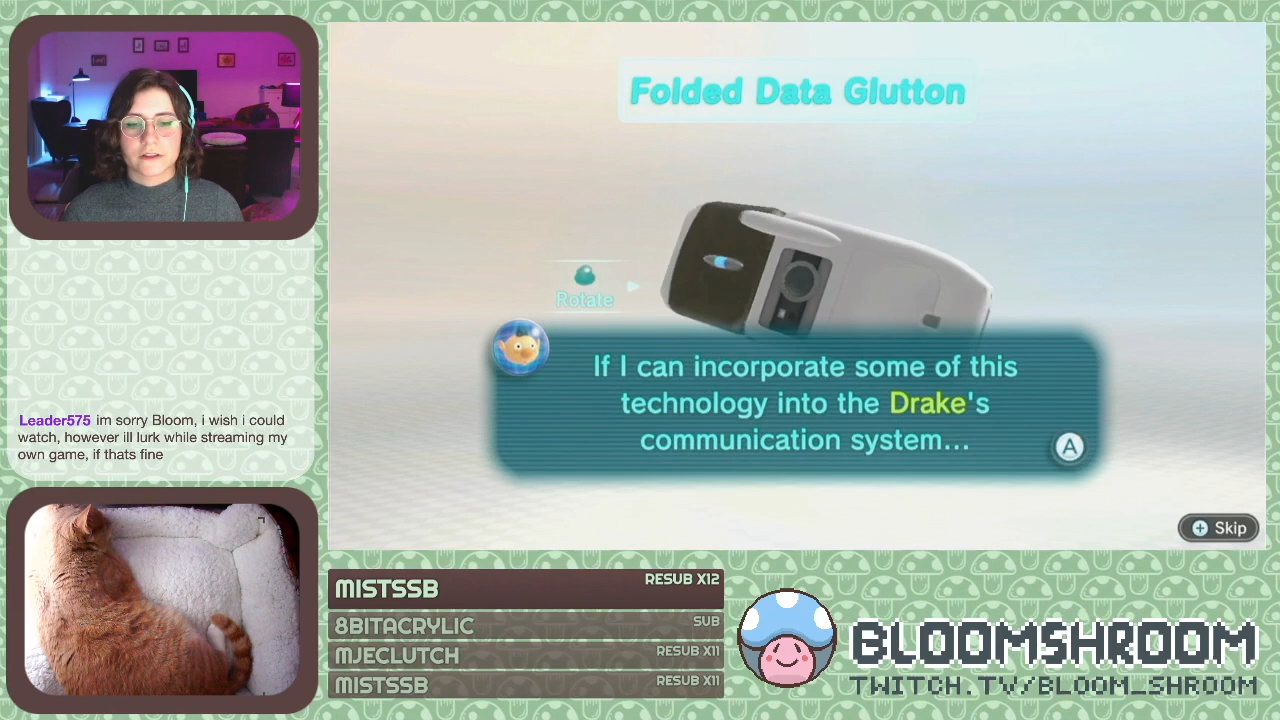 Folded Data Glutton
Rotate
If I can incorporate some of this
technology into the Drake's
communication system...
A
Skip
Leader575 im sorry Bloom, i wish i could
watch, however ill lurk while streaming my
own game, if thats fine
MISTSSB RESUB X12
8BITACRYLIC SUB
MJECLUTCH RESUB X11
MISTSSB RESUB X11
BLOOMSHROOM
TWITCH.TV/BLOOM_SHROOM